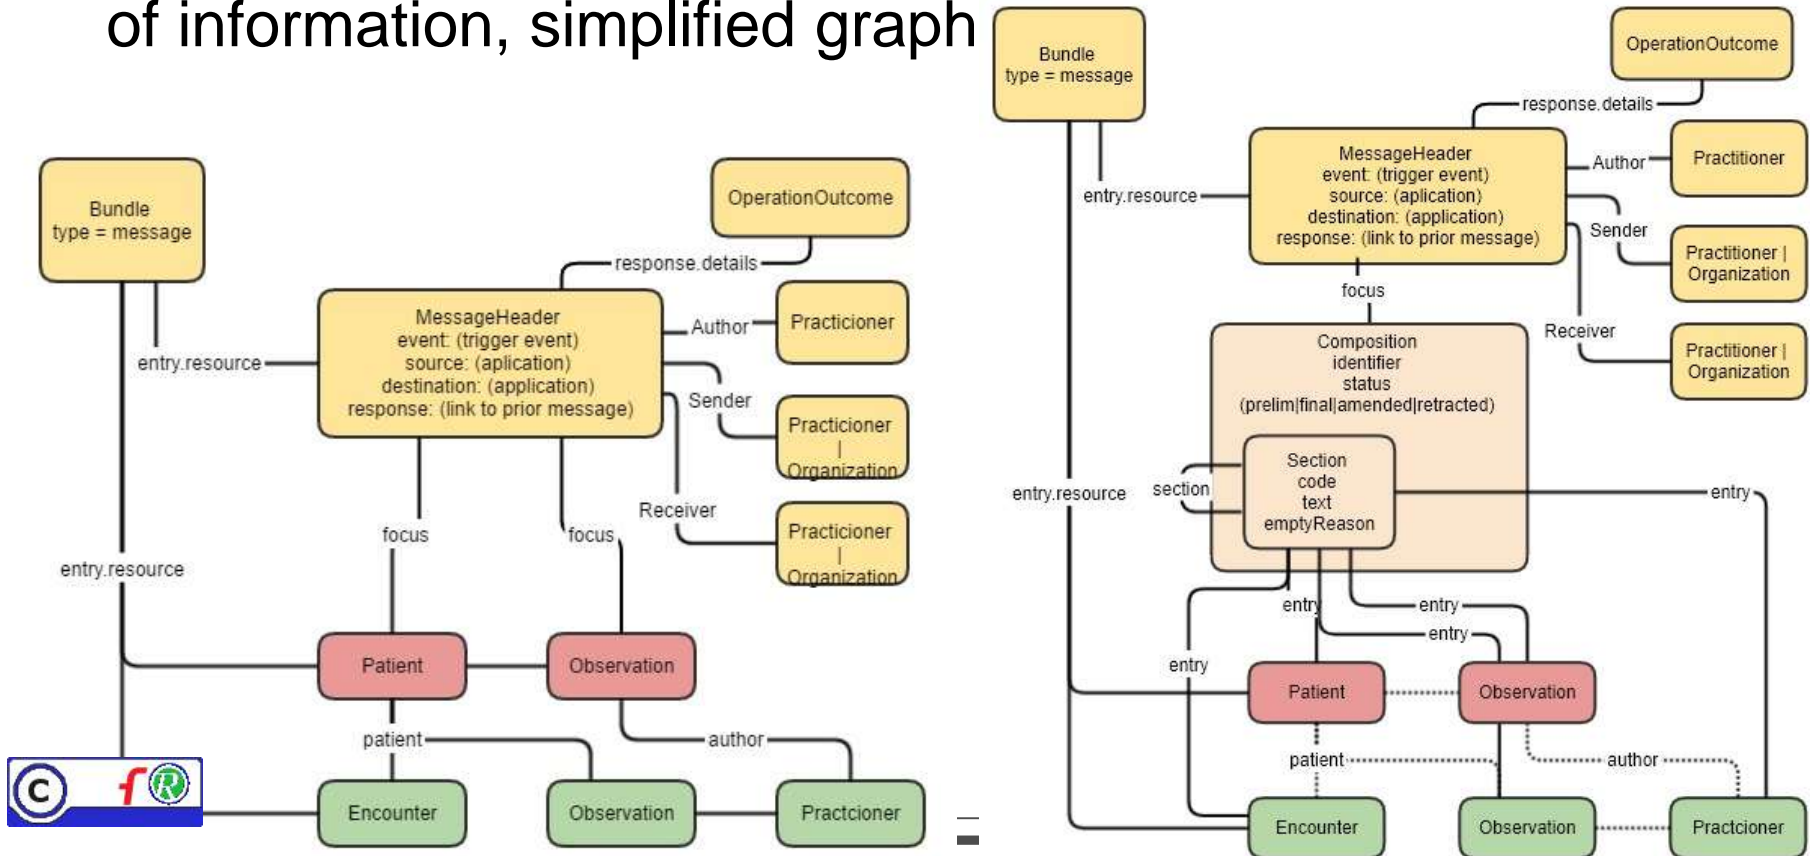 of information, simplified graph
Bundle
type = message
OperationOutcome
response.details
MessageHeader
event: (trigger event)
source: (aplication)
destination: (application)
response: (link to prior message)
entry.resource
Author
Practicioner
Sender
Practicioner
|
Organization
Receiver
Practicioner
|
Organization
focus
focus
entry.resource
Patient
Observation
patient
author
Encounter
Observation
Practcioner
C f R
Bundle
type = message
OperationOutcome
response.details
MessageHeader
event: (trigger event)
source: (aplication)
destination: (application)
response: (link to prior message)
entry.resource
Author
Practitioner
Sender
Practitioner |
Organization
Receiver
Practitioner |
Organization
focus
Composition
identifier
status
(prelim|final|amended|retracted)
Section
code
text
emptyReason
section
entry.resource
entry
entry
entry
entry
entry
Patient
Observation
patient
author
Encounter
Observation
Practcioner